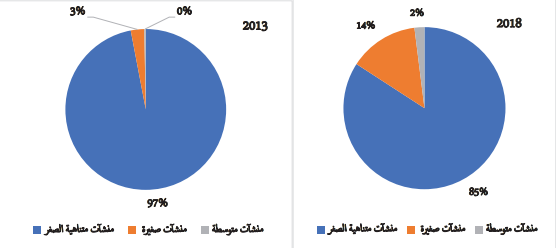 2013
3%
0%
97%
منشآت متناهية الصغر
منشآت صغيرة
منشآت متوسطة
2018
14%
2%
85%
منشآت متناهية الصغر
منشآت صغيرة
منشآت متوسطة